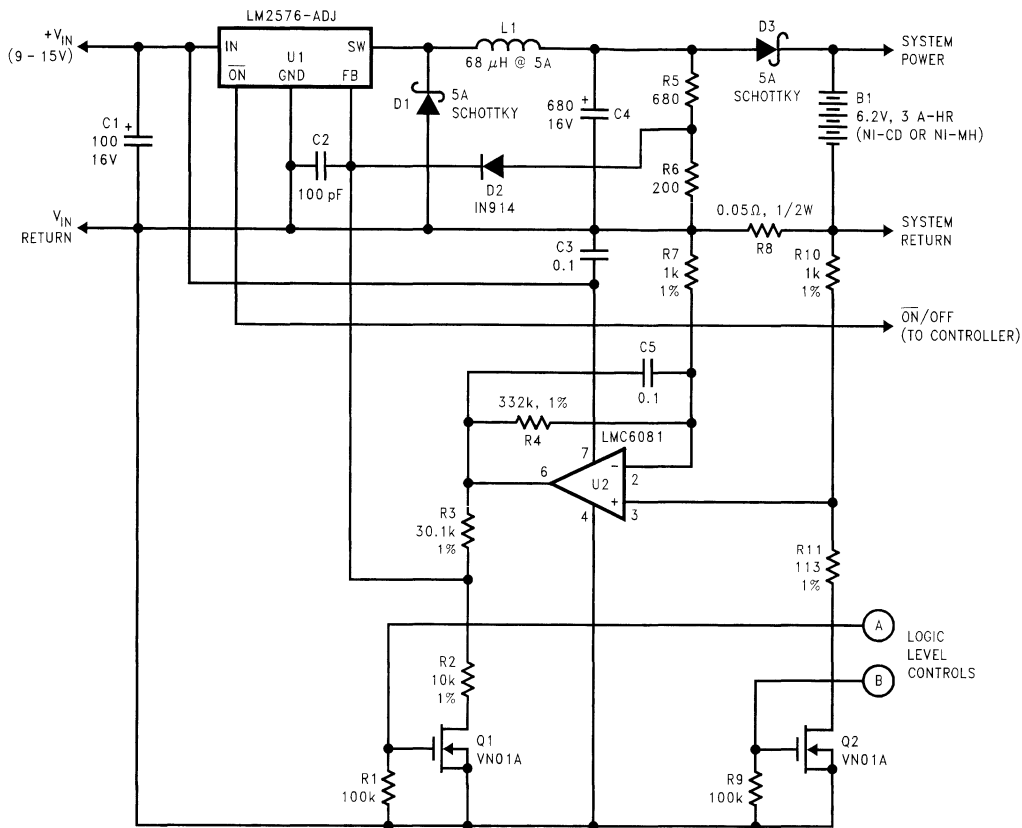 LM2576-ADJ
+VIN
(9 – 15V)
IN
SW
U1
ON
GND
FB
L1
68 μH @ 5A
D3
5A
SCHOTTKY
SYSTEM
POWER
C1
+
100
16V
D1
5A
SCHOTTKY
680
16V
+
C4
R5
680
B1
6.2V, 3 A-HR
(NI-CD OR NI-MH)
C2
100 pF
D2
IN914
R6
200
VIN
RETURN
0.05Ω, 1/2W
R8
SYSTEM
RETURN
C3
0.1
R7
1k
1%
R10
1k
1%
ON/OFF
(TO CONTROLLER)
C5
0.1
332k, 1%
R4
LMC6081
7
6
U2
−
2
+
3
4
R3
30.1k
1%
R11
113
1%
A
B
LOGIC
LEVEL
CONTROLS
R2
10k
1%
Q1
VN01A
Q2
VN01A
R1
100k
R9
100k